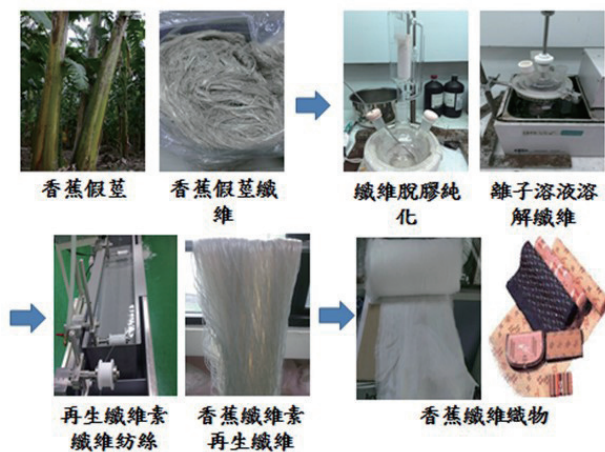 香蕉假莖
香蕉假莖纖
維
纖維脫膠純
化
離子溶液溶
解纖維
再生纖維素
纖維紡絲
香蕉纖維素
再生纖維
香蕉纖維織物